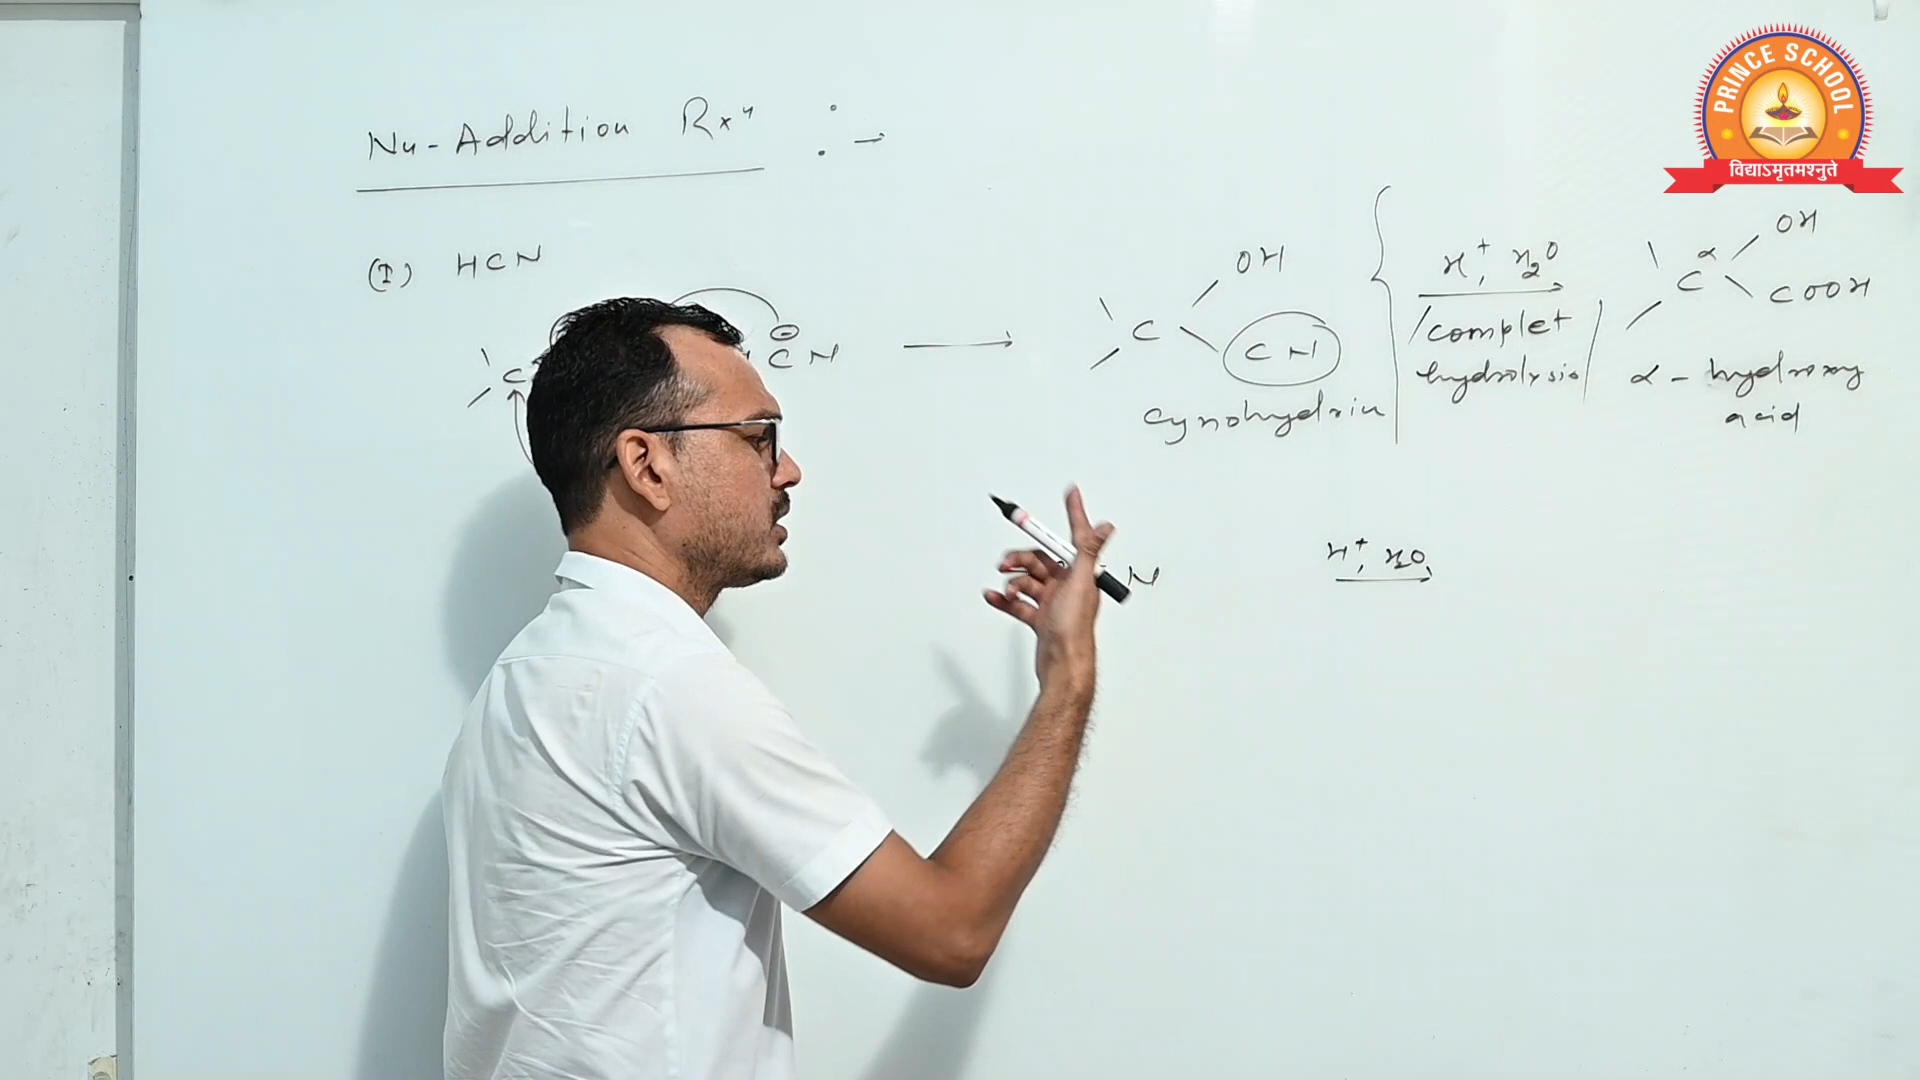 PRINCE SCHOOL
विद्याऽमृतमश्नुते
Nu-Addition Rxn :→
(I) HCN
C
⊖
CN
→
C
OH
CN
cynohydrin
H+, H2O
complet
hydrolysis
α
C
OH
COOH
α-hydroxy
acid
N
H+, H2O,